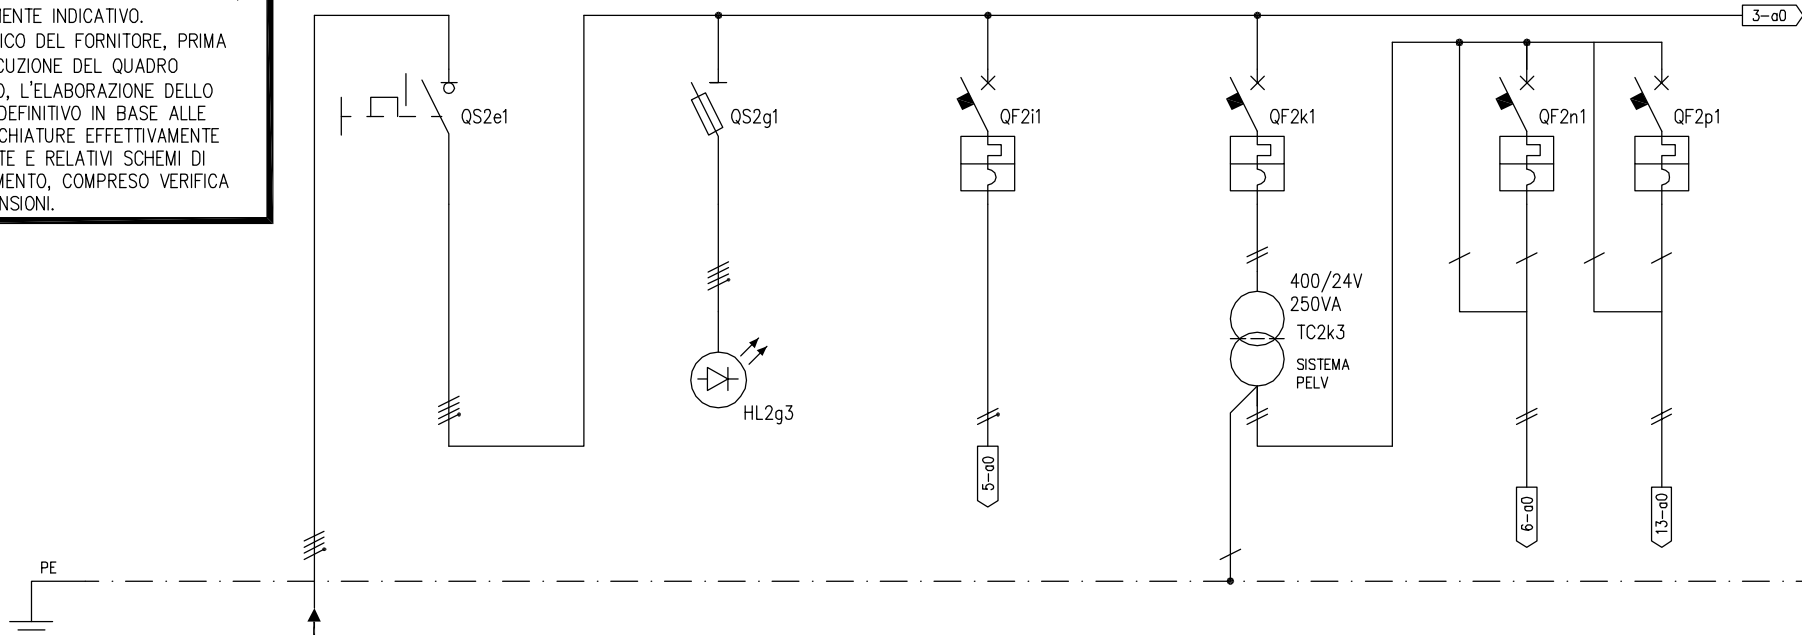 MENTE INDICATIVO.
ICO DEL FORNITORE, PRIMA
CUZIONE DEL QUADRO
O, L'ELABORAZIONE DELLO
DEFINITIVO IN BASE ALLE
CHIATURE EFFETTIVAMENTE
TE E RELATIVI SCHEMI DI
MENTO, COMPRESO VERIFICA
NSIONI.
3-a0
QS2e1
QS2g1
QF2i1
QF2k1
QF2n1
QF2p1
400/24V
250VA
TC2k3
SISTEMA
PELV
HL2g3
5-a0
6-a0
13-a0
PE